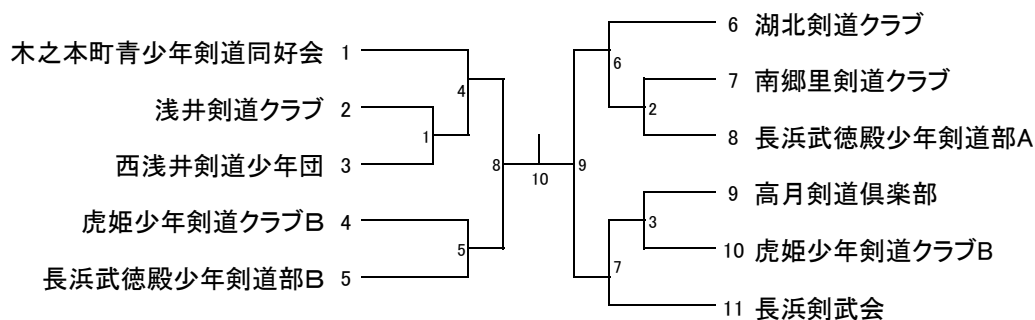 木之本町青少年剣道同好会 1
浅井剣道クラブ 2
西浅井剣道少年団 3
虎姫少年剣道クラブB 4
長浜武徳殿少年剣道部B 5
1
4
5
8
10
9
6
2
3
7
6 湖北剣道クラブ
7 南郷里剣道クラブ
8 長浜武徳殿少年剣道部A
9 高月剣道倶楽部
10 虎姫少年剣道クラブB
11 長浜剣武会